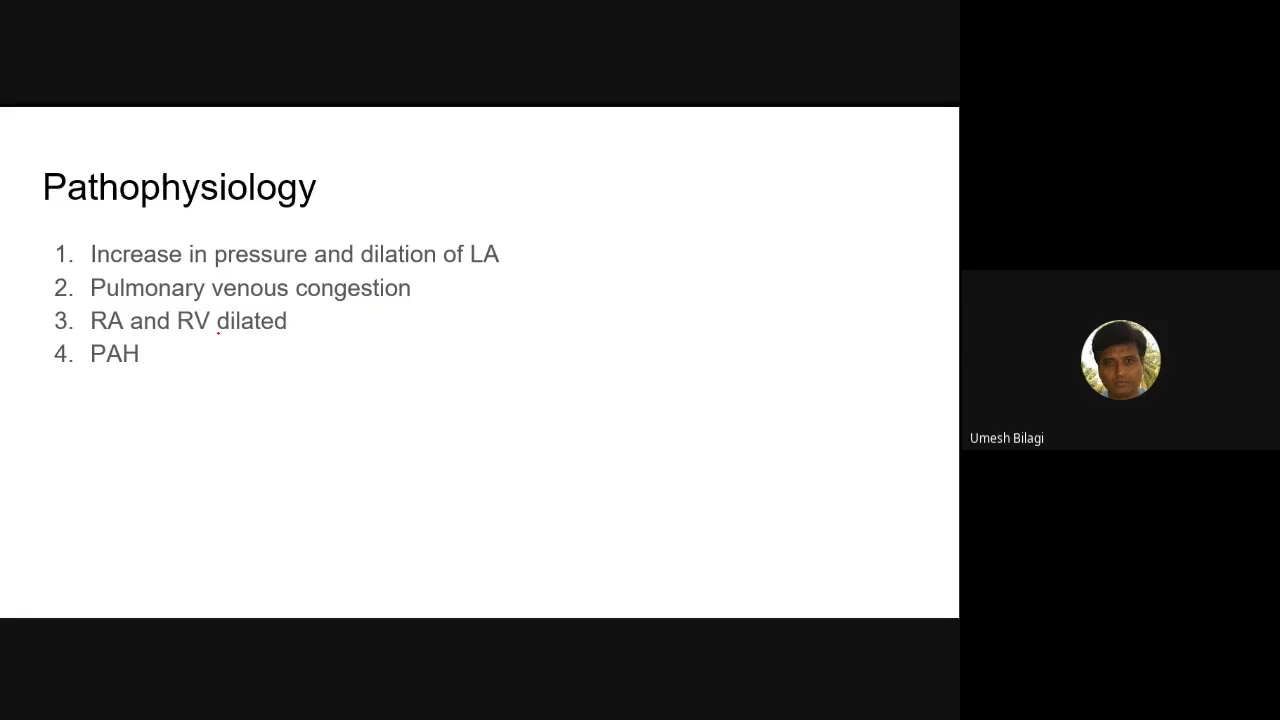 Pathophysiology
1. Increase in pressure and dilation of LA
2. Pulmonary venous congestion
3. RA and RV dilated
4. PAH
Umesh Bilagi